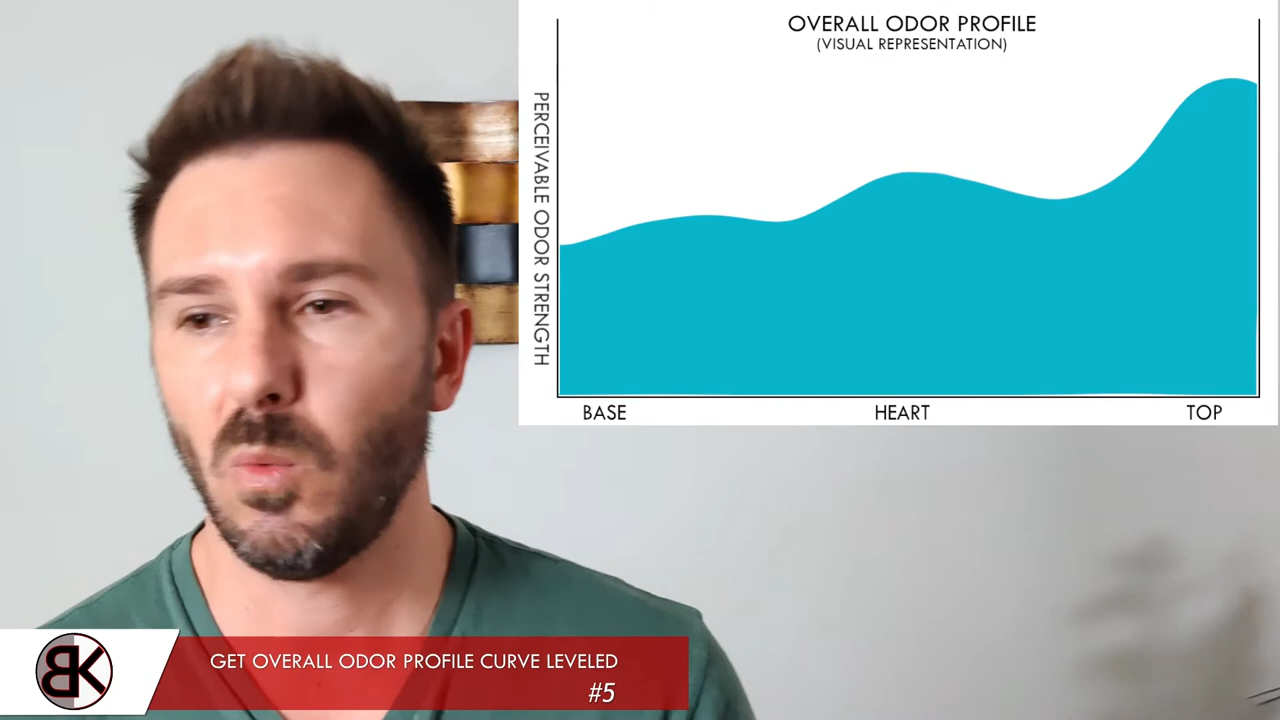 OVERALL ODOR PROFILE
(VISUAL REPRESENTATION)
PERCEIVABLE ODOR STRENGTH
BASE HEART TOP
BK
GET OVERALL ODOR PROFILE CURVE LEVELED
#5